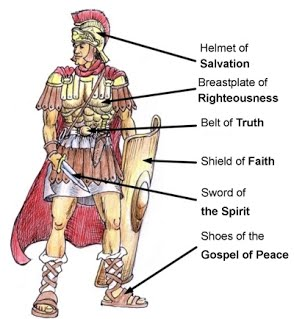 Helmet of
Salvation
Breastplate of
Righteousness
Belt of Truth
Shield of Faith
Sword of
the Spirit
Shoes of the
Gospel of Peace